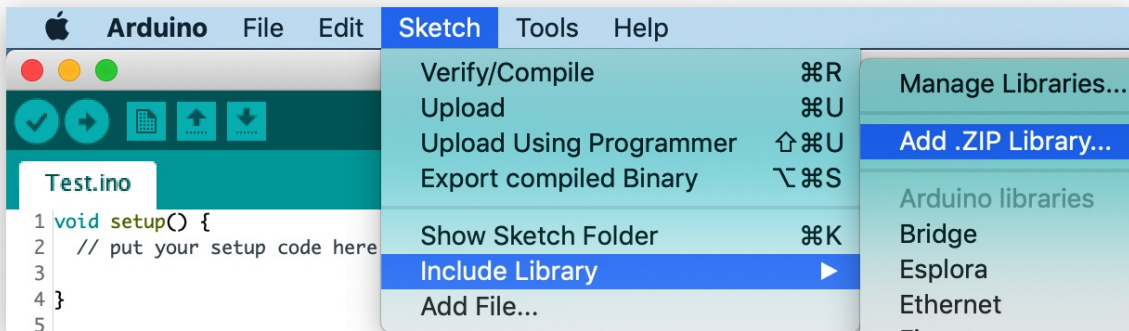 Arduino File Edit Sketch Tools Help
Verify/Compile ⌘R
Upload ⌘U
Upload Using Programmer ⇧⌘U
Export compiled Binary ⌥⌘S
Show Sketch Folder ⌘K
Include Library ▶
Add File...
Manage Libraries...
Add .ZIP Library...
Arduino libraries
Bridge
Esplora
Ethernet
Test.ino
1 void setup() {
2 // put your setup code here
3
4 }
5